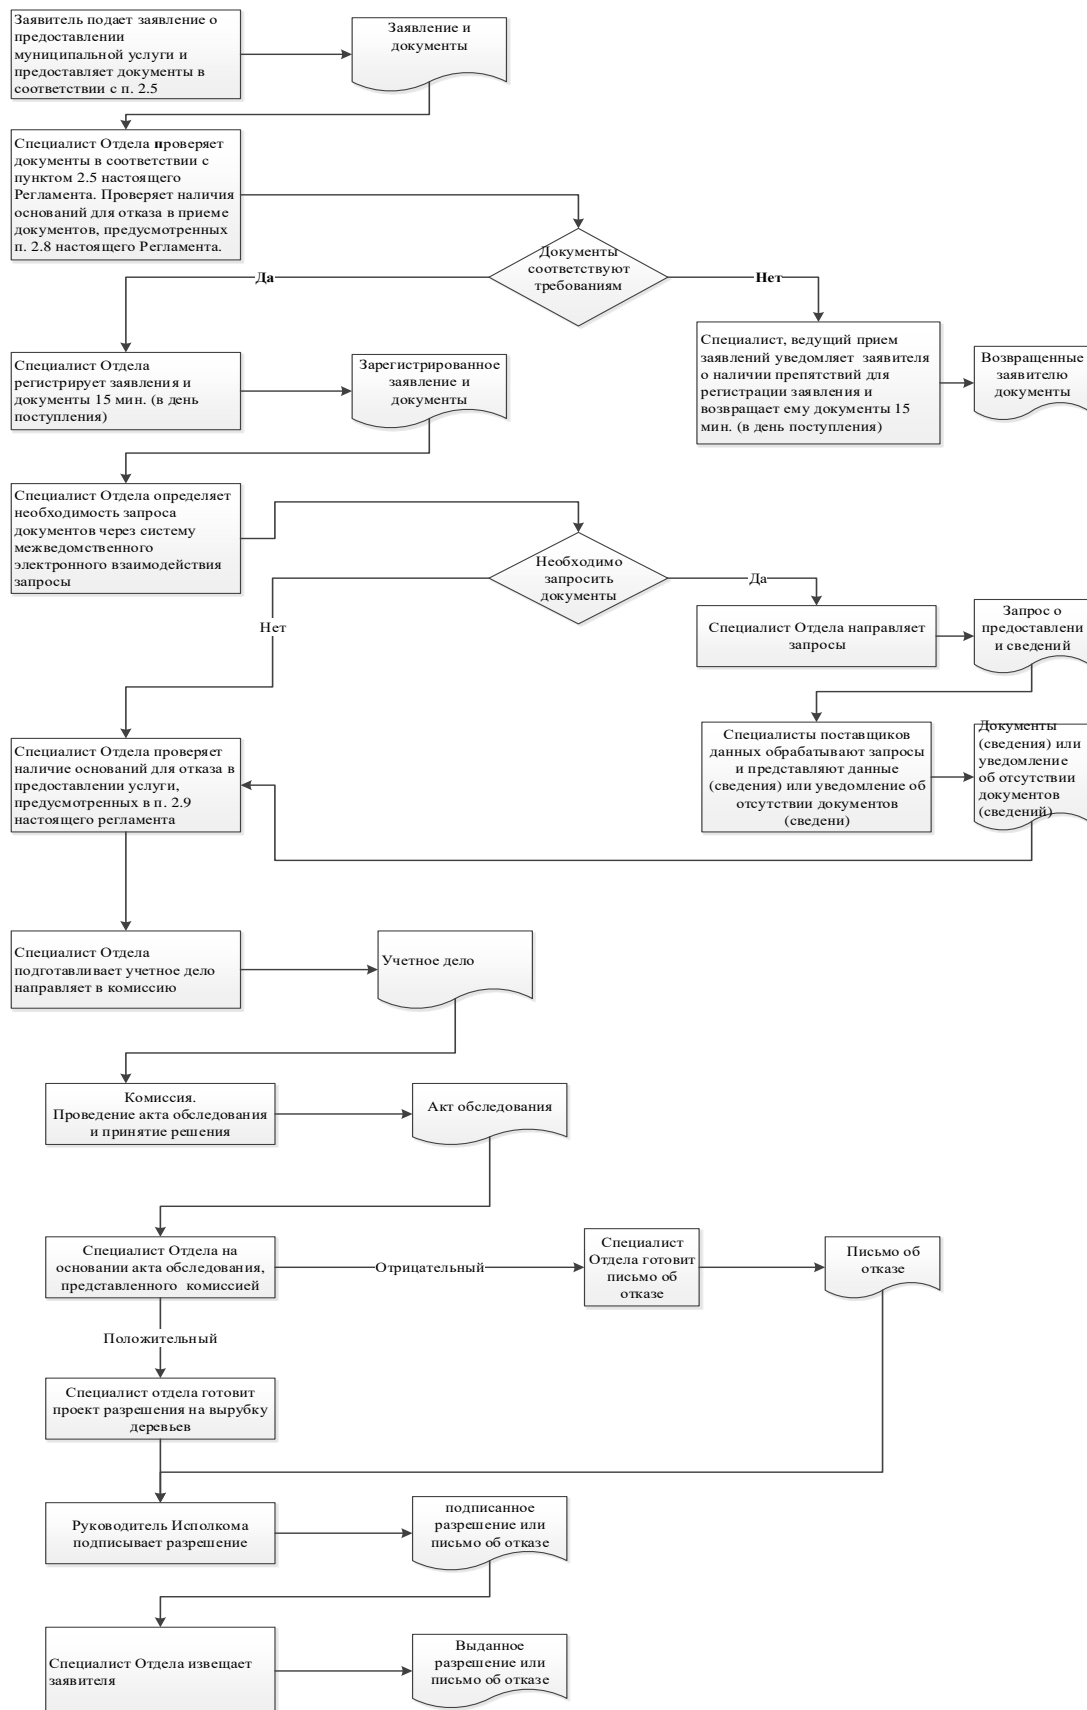 Заявитель подает заявление о
предоставлении
муниципальной услуги и
предоставляет документы в
соответствии с п. 2.5
Заявление и
документы
Специалист Отдела проверяет
документы в соответствии с
пунктом 2.5 настоящего
Регламента. Проверяет наличия
оснований для отказа в приеме
документов, предусмотренных
п. 2.8 настоящего Регламента.
Документы
соответствуют
требованиям
Да
Нет
Специалист Отдела
регистрирует заявления и
документы 15 мин. (в день
поступления)
Зарегистрированное
заявление и
документы
Специалист, ведущий прием
заявлений уведомляет заявителя
о наличии препятствий для
регистрации заявления и
возвращает ему документы 15
мин. (в день поступления)
Возвращенные
заявителю
документы
Специалист Отдела определяет
необходимость запроса
документов через систему
межведомственного
электронного взаимодействия
запросы
Необходимо
запросить
документы
Да
Нет
Специалист Отдела направляет
запросы
Запрос о
предоставлени
и сведений
Специалисты поставщиков
данных обрабатывают запросы
и представляют данные
(сведения) или уведомление об
отсутствии документов
(сведени)
Документы
(сведения) или
уведомление
об отсутствии
документов
(сведений)
Специалист Отдела проверяет
наличие оснований для отказа в
предоставлении услуги,
предусмотренных в п. 2.9
настоящего регламента
Специалист Отдела
подготавливает учетное дело
направляет в комиссию
Учетное дело
Комиссия.
Проведение акта обследования
и принятие решения
Акт обследования
Специалист Отдела на
основании акта обследования,
представленного комиссией
Отрицательный
Специалист
Отдела готовит
письмо об
отказе
Письмо об
отказе
Положительный
Специалист отдела готовит
проект разрешения на вырубку
деревьев
Руководитель Исполкома
подписывает разрешение
подписанное
разрешение или
письмо об отказе
Специалист Отдела извещает
заявителя
Выданное
разрешение или
письмо об отказе